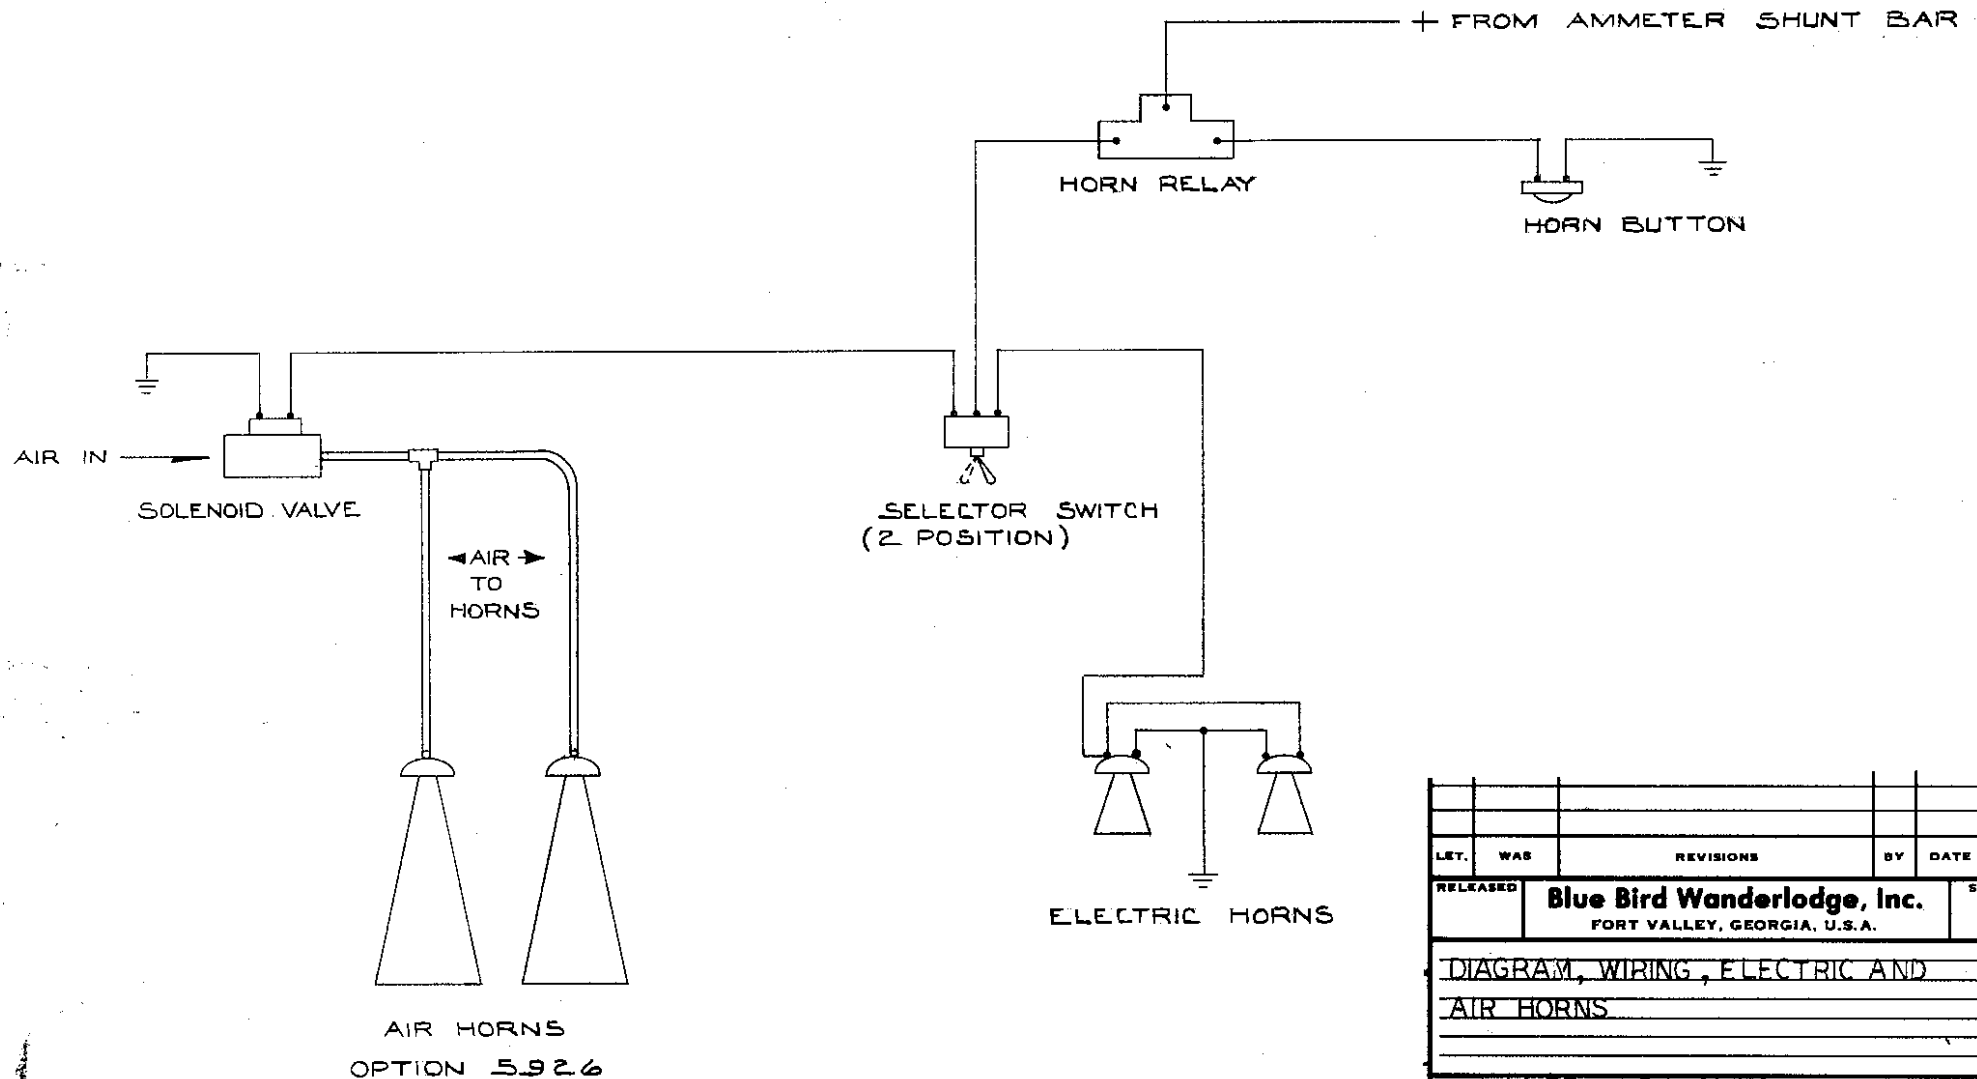 + FROM AMMETER SHUNT BAR
HORN RELAY
HORN BUTTON
AIR IN
SOLENOID VALVE
SELECTOR SWITCH
(2 POSITION)
AIR
TO
HORNS
ELECTRIC HORNS
AIR HORNS
OPTION 5926
LET. WAS REVISIONS BY DATE
RELEASED
Blue Bird Wanderlodge, Inc.
FORT VALLEY, GEORGIA, U.S.A.
DIAGRAM, WIRING, ELECTRIC AND
AIR HORNS